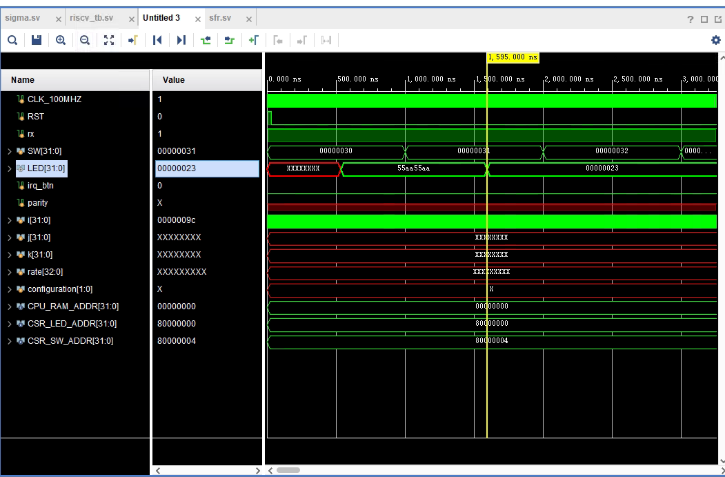 sigma.sv × riscv_tb.sv × Untitled 3 × sfr.sv × ?
1,595.000 ns
Name Value 0.000 ns 500.000 ns 1,000.000 ns 1,500.000 ns 2,000.000 ns 2,500.000 ns 3,000.00
CLK_100MHZ 1
RST 0
rx 1
SW[31:0] 00000031 00000030 00000031 00000032 0000...
LED[31:0] 00000023 XXXXXXXX 55aa55aa 00000023
irq_btn 0
parity X
i[31:0] 0000009c
j[31:0] XXXXXXXX XXXXXXXX
k[31:0] XXXXXXXX XXXXXXXX
rate[32:0] XXXXXXXXX XXXXXXXXX
configuration[1:0] X X
CPU_RAM_ADDR[31:0] 00000000 00000000
CSR_LED_ADDR[31:0] 80000000 80000000
CSR_SW_ADDR[31:0] 80000004 80000004